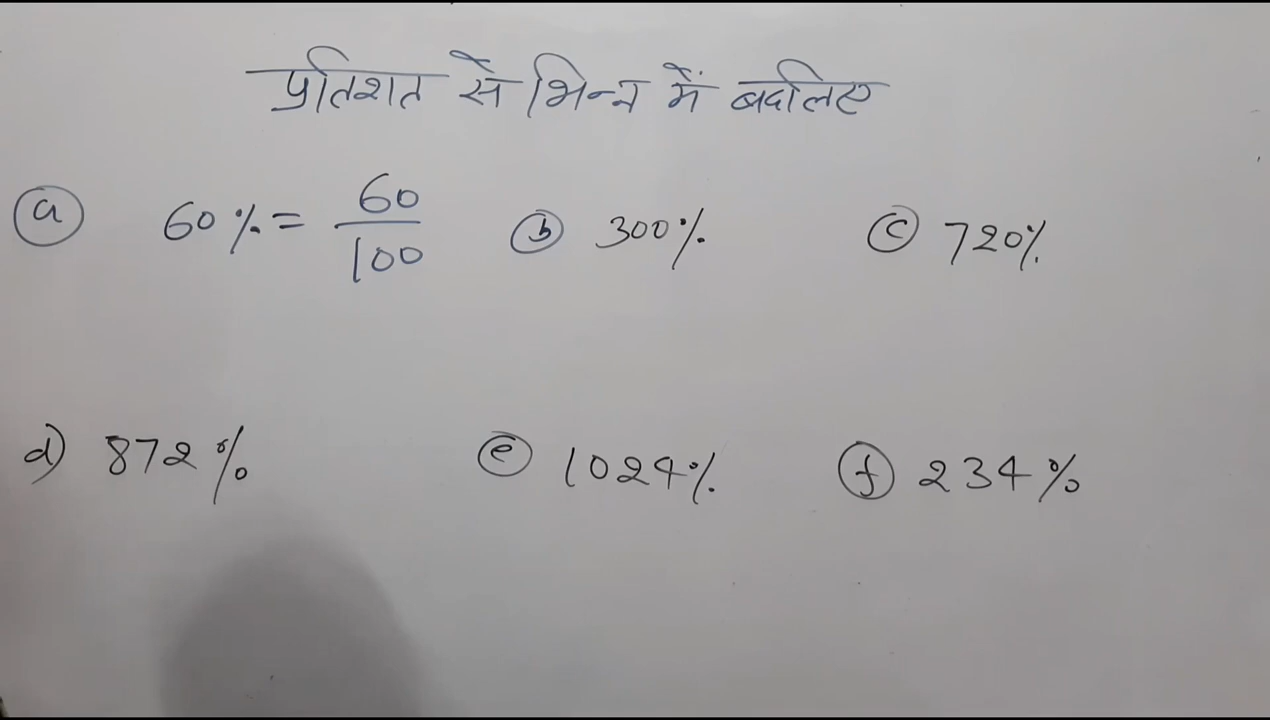 प्रतिशत से भिन्न में बदलिए
(a) 60% = 60/100 (b) 300% (c) 720%
d) 872% (e) 1024% (f) 234%